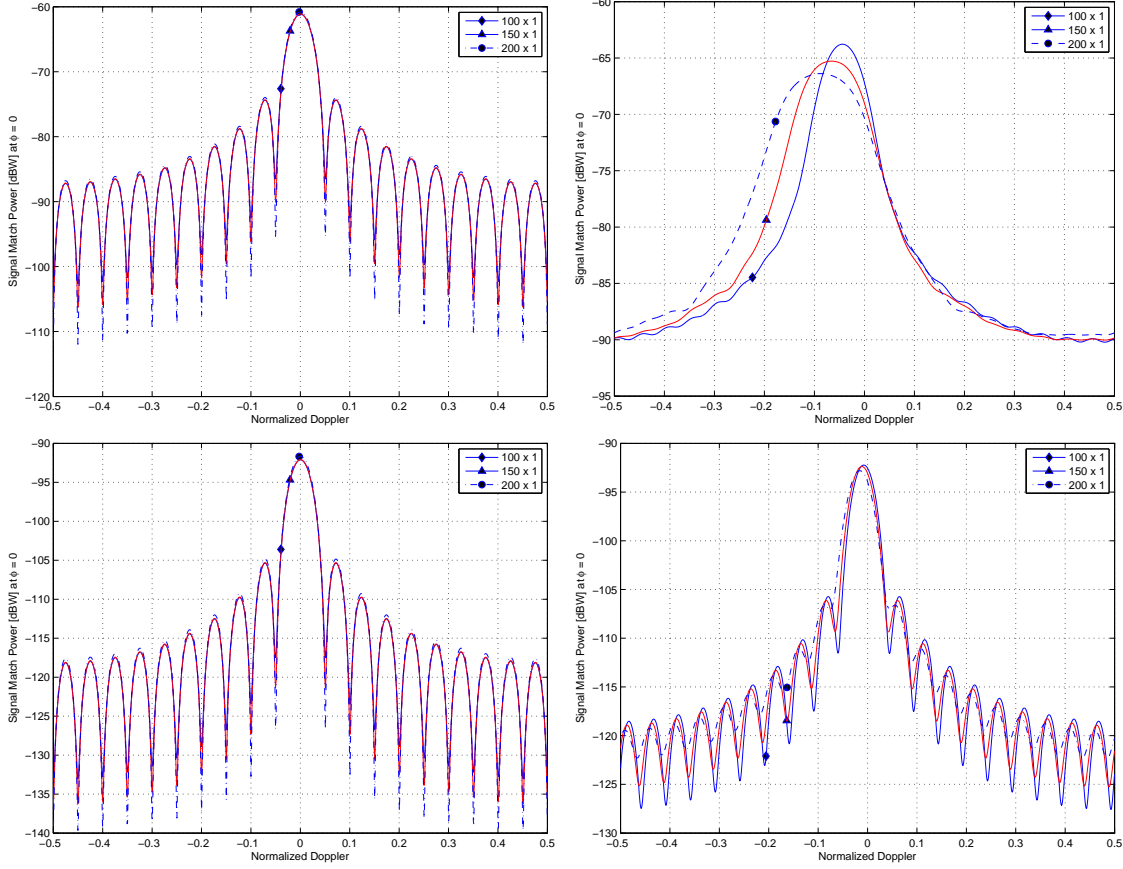 −60
−70
−80
−90
−100
−110
−120
Signal Match Power [dBW] at ϕ = 0
100 x 1
150 x 1
200 x 1
−0.5 −0.4 −0.3 −0.2 −0.1 0 0.1 0.2 0.3 0.4 0.5
Normalized Doppler
−60
−65
−70
−75
−80
−85
−90
−95
Signal Match Power [dBW] at ϕ = 0
100 x 1
150 x 1
200 x 1
−0.5 −0.4 −0.3 −0.2 −0.1 0 0.1 0.2 0.3 0.4 0.5
Normalized Doppler
−90
−95
−100
−105
−110
−115
−120
−125
−130
−135
−140
Signal Match Power [dBW] at ϕ = 0
100 x 1
150 x 1
200 x 1
−0.5 −0.4 −0.3 −0.2 −0.1 0 0.1 0.2 0.3 0.4 0.5
Normalized Doppler
−90
−95
−100
−105
−110
−115
−120
−125
−130
Signal Match Power [dBW] at ϕ = 0
100 x 1
150 x 1
200 x 1
−0.5 −0.4 −0.3 −0.2 −0.1 0 0.1 0.2 0.3 0.4 0.5
Normalized Doppler